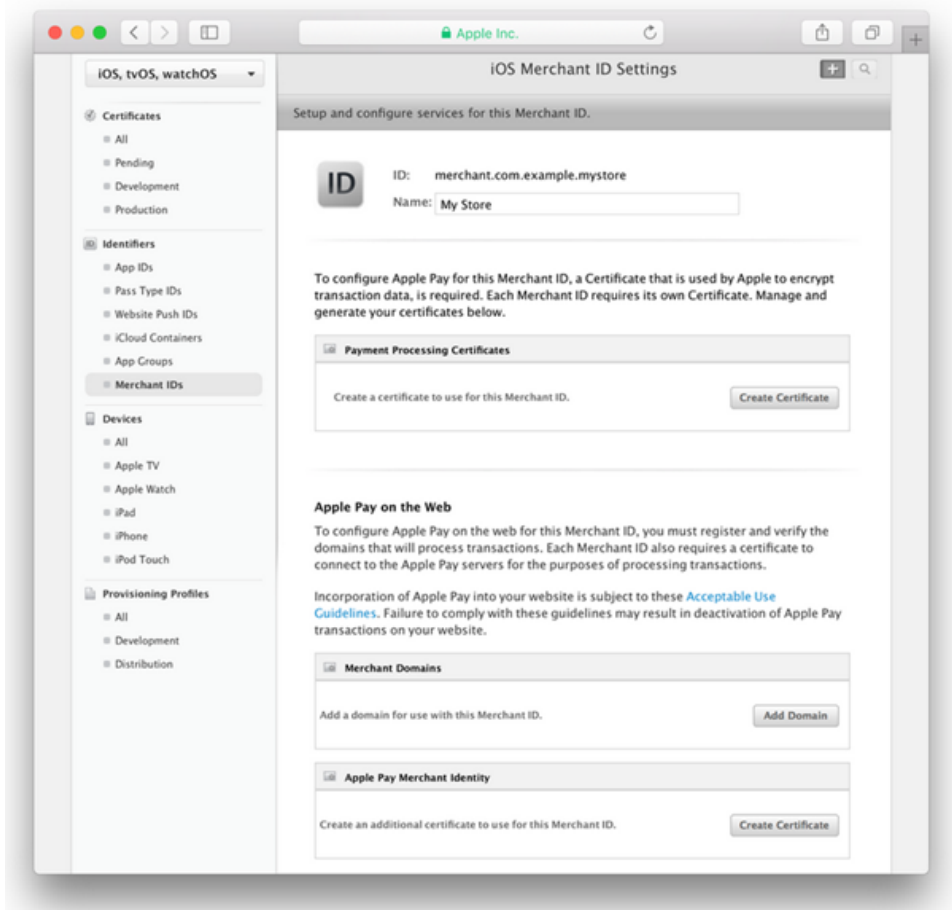 Apple Inc.
iOS, tvOS, watchOS
Certificates
All
Pending
Development
Production
ID Identifiers
App IDs
Pass Type IDs
Website Push IDs
iCloud Containers
App Groups
Merchant IDs
Devices
All
Apple TV
Apple Watch
iPad
iPhone
iPod Touch
Provisioning Profiles
All
Development
Distribution
iOS Merchant ID Settings
Setup and configure services for this Merchant ID.
ID
ID: merchant.com.example.mystore
Name: My Store
To configure Apple Pay for this Merchant ID, a Certificate that is used by Apple to encrypt
transaction data, is required. Each Merchant ID requires its own Certificate. Manage and
generate your certificates below.
Payment Processing Certificates
Create a certificate to use for this Merchant ID.
Create Certificate
Apple Pay on the Web
To configure Apple Pay on the web for this Merchant ID, you must register and verify the
domains that will process transactions. Each Merchant ID also requires a certificate to
connect to the Apple Pay servers for the purposes of processing transactions.
Incorporation of Apple Pay into your website is subject to these Acceptable Use
Guidelines. Failure to comply with these guidelines may result in deactivation of Apple Pay
transactions on your website.
Merchant Domains
Add a domain for use with this Merchant ID.
Add Domain
Apple Pay Merchant Identity
Create an additional certificate to use for this Merchant ID.
Create Certificate